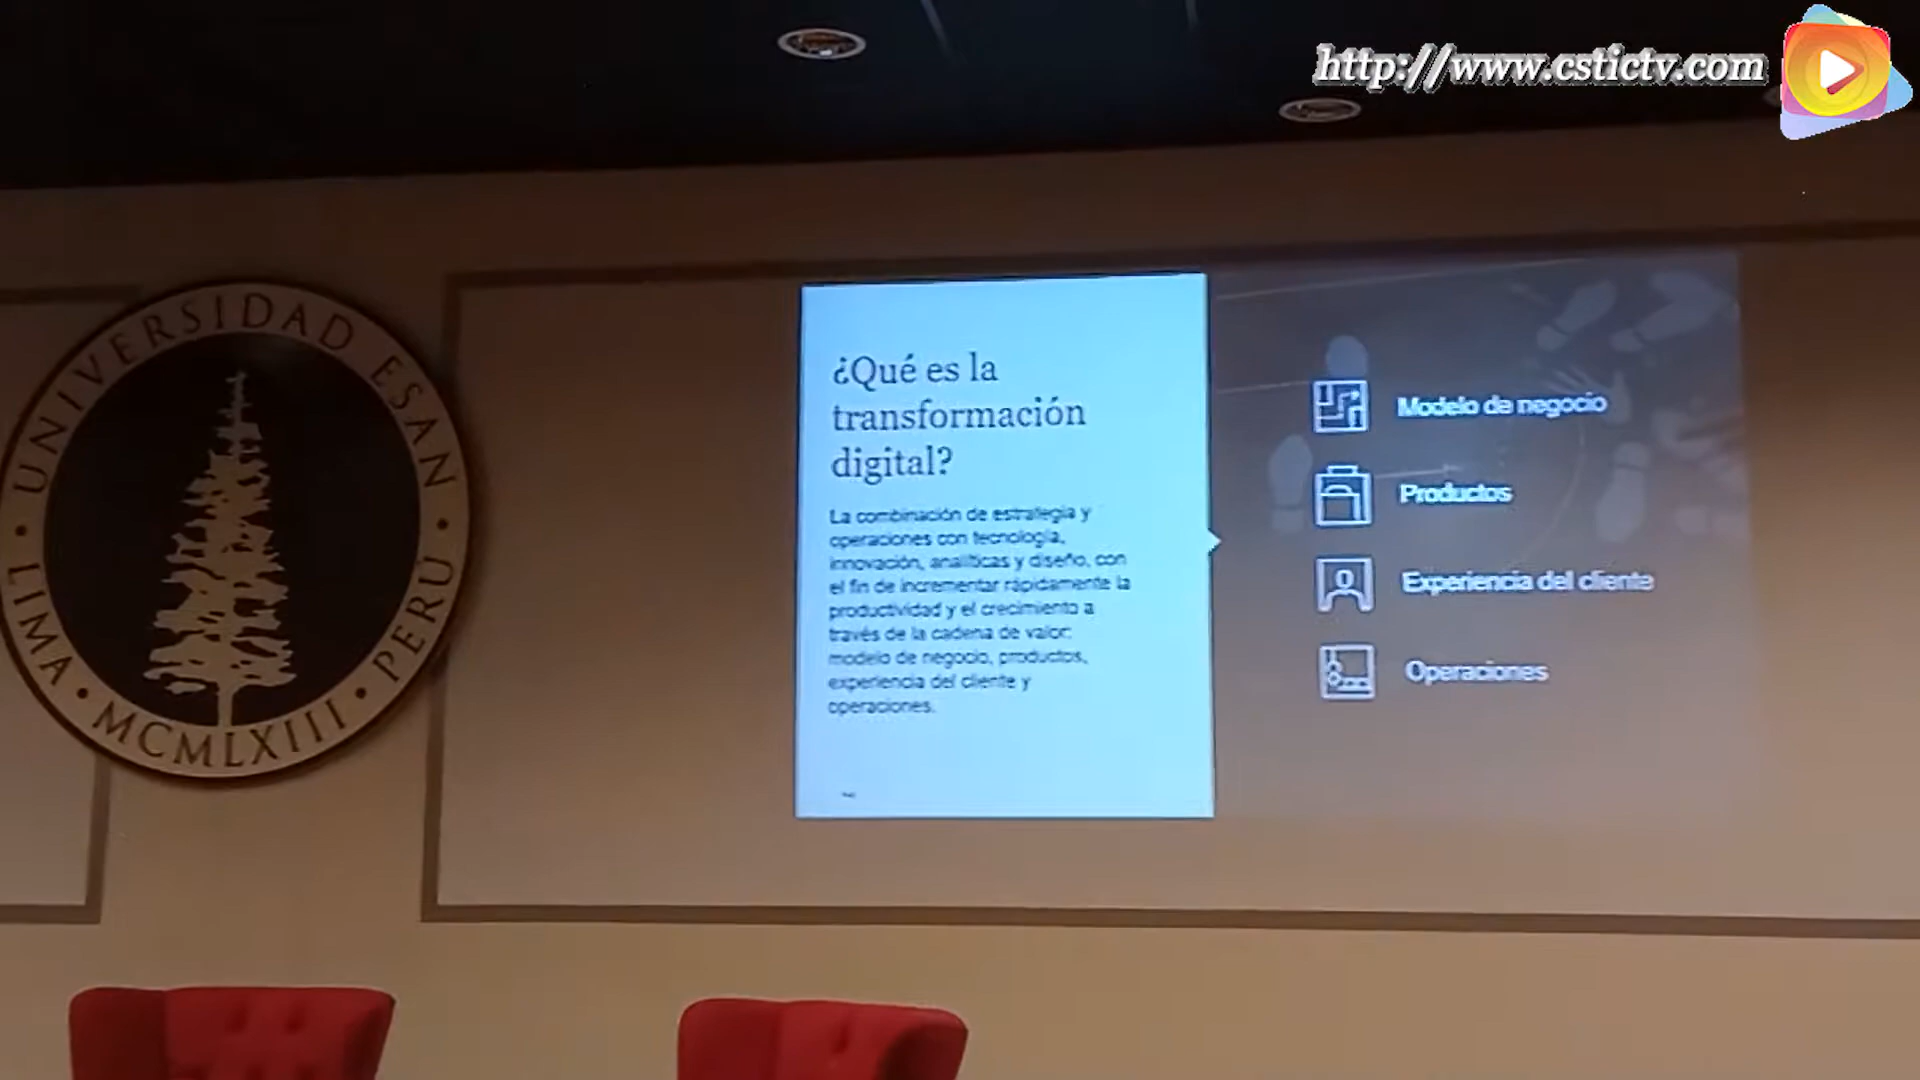 http://www.cstictv.com
UNIVERSIDAD ESAN
LIMA • MCMLXIII • PERÚ
¿Qué es la
transformación
digital?
La combinación de estrategia y
operaciones con tecnología,
innovación, analíticas y diseño, con
el fin de incrementar rápidamente la
productividad y el crecimiento a
través de la cadena de valor:
modelo de negocio, productos,
experiencia del cliente y
operaciones.
Modelo de negocio
Productos
Experiencia del cliente
Operaciones